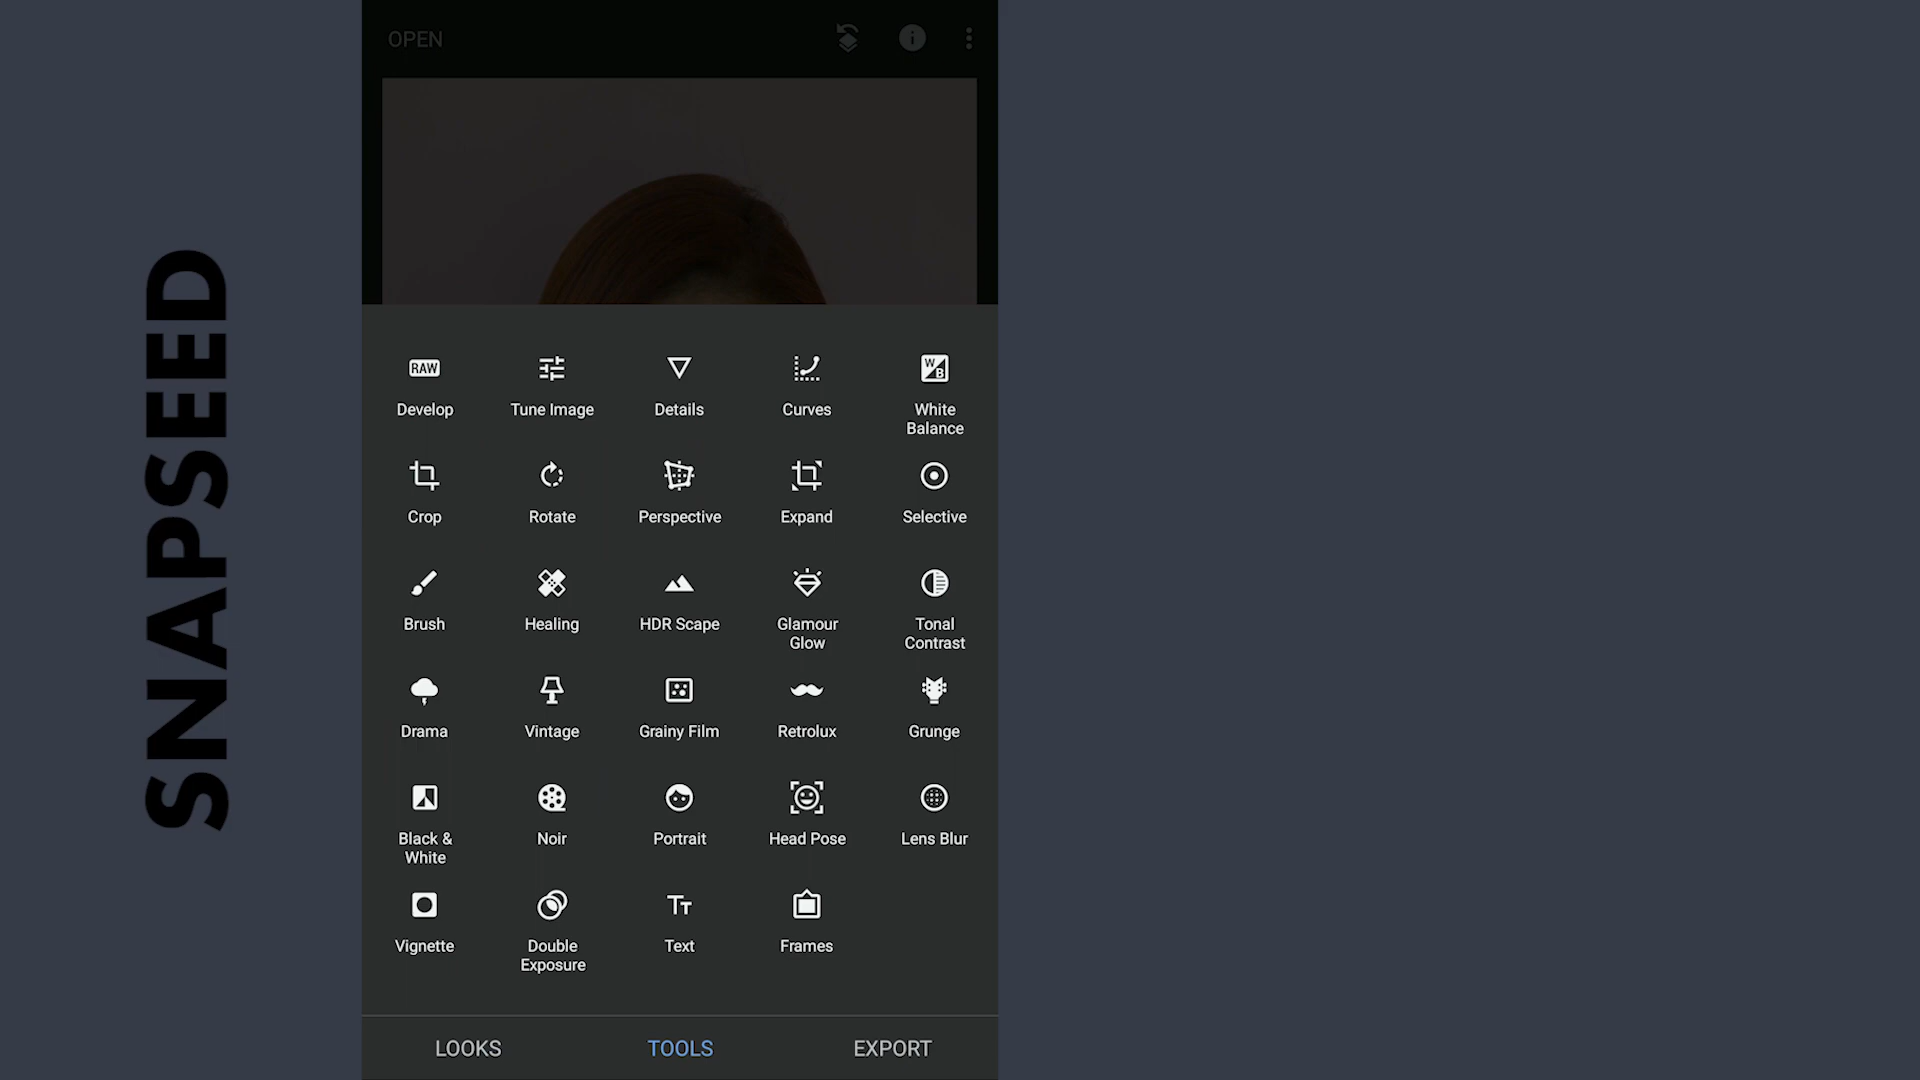 SNAPSEED
OPEN
RAW
Develop
Tune Image
Details
Curves
W
B
White
Balance
Crop
Rotate
Perspective
Expand
Selective
Brush
Healing
HDR Scape
Glamour
Glow
Tonal
Contrast
Drama
Vintage
Grainy Film
Retrolux
Grunge
Black &
White
Noir
Portrait
Head Pose
Lens Blur
Vignette
Double
Exposure
Tt
Text
Frames
LOOKS
TOOLS
EXPORT